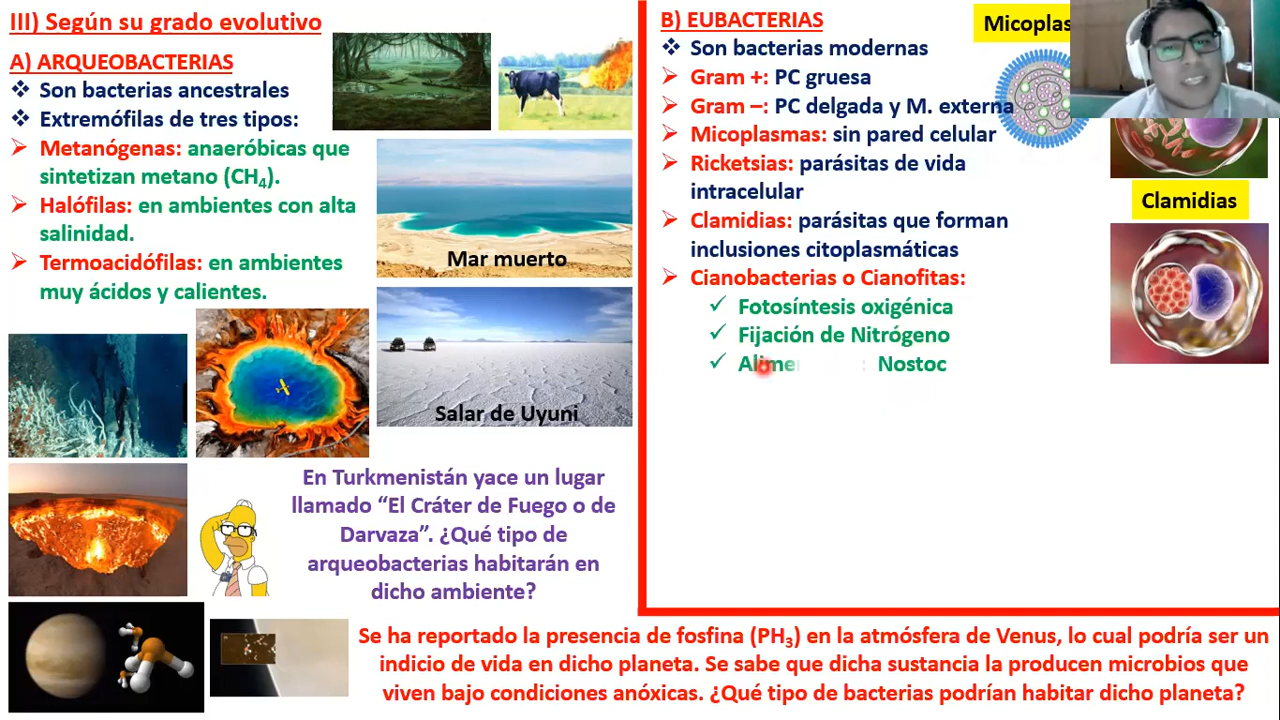 III) Según su grado evolutivo
A) ARQUEOBACTERIAS
❖ Son bacterias ancestrales
❖ Extremófilas de tres tipos:
➢ Metanógenas: anaeróbicas que
sintetizan metano (CH₄).
➢ Halófilas: en ambientes con alta
salinidad.
➢ Termoacidófilas: en ambientes
muy ácidos y calientes.
Mar muerto
Salar de Uyuni
En Turkmenistán yace un lugar
llamado “El Cráter de Fuego o de
Darvaza”. ¿Qué tipo de
arqueobacterias habitarán en
dicho ambiente?
B) EUBACTERIAS
❖ Son bacterias modernas
➢ Gram +: PC gruesa
➢ Gram –: PC delgada y M. externa
➢ Micoplasmas: sin pared celular
➢ Ricketsias: parásitas de vida
intracelular
➢ Clamidias: parásitas que forman
inclusiones citoplasmáticas
➢ Cianobacterias o Cianofitas:
✓ Fotosíntesis oxigénica
✓ Fijación de Nitrógeno
✓ : Nostoc
Micoplas
Clamidias
Se ha reportado la presencia de fosfina (PH₃) en la atmósfera de Venus, lo cual podría ser un
indicio de vida en dicho planeta. Se sabe que dicha sustancia la producen microbios que
viven bajo condiciones anóxicas. ¿Qué tipo de bacterias podrían habitar dicho planeta?